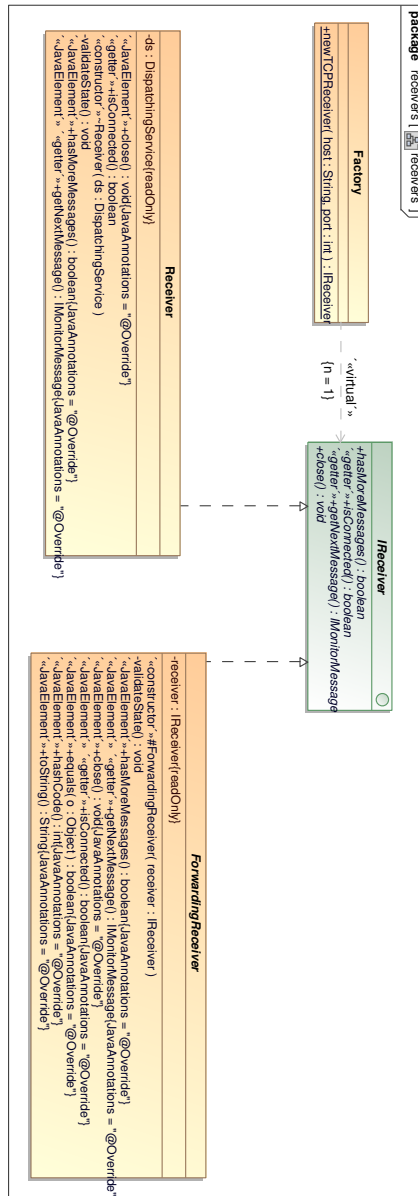 package receivers [ receivers ]
Factory
+newTCPReceiver( host : String, port : int ) : IReceiver
´«virtual´»
{n = 1}
IReceiver
+hasMoreMessages() : boolean
´«getter´»+isConnected() : boolean
´«getter´»+getNextMessage() : IMonitorMessage
+close() : void
Receiver
-ds : DispatchingService{readOnly}
´«JavaElement´»+close() : void{JavaAnnotations = "@Override"}
´«getter´»+isConnected() : boolean
´«constructor´»~Receiver( ds : DispatchingService )
-validateState() : void
´«JavaElement´»+hasMoreMessages() : boolean{JavaAnnotations = "@Override"}
´«JavaElement´» ´«getter´»+getNextMessage() : IMonitorMessage{JavaAnnotations = "@Override"}
ForwardingReceiver
-receiver : IReceiver{readOnly}
´«constructor´»#ForwardingReceiver( receiver : IReceiver )
-validateState() : void
´«JavaElement´»+hasMoreMessages() : boolean{JavaAnnotations = "@Override"}
´«JavaElement´» ´«getter´»+getNextMessage() : IMonitorMessage{JavaAnnotations = "@Override"}
´«JavaElement´»+close() : void{JavaAnnotations = "@Override"}
´«JavaElement´» ´«getter´»+isConnected() : boolean{JavaAnnotations = "@Override"}
´«JavaElement´»+equals( o : Object ) : boolean{JavaAnnotations = "@Override"}
´«JavaElement´»+hashCode() : int{JavaAnnotations = "@Override"}
´«JavaElement´»+toString() : String{JavaAnnotations = "@Override"}